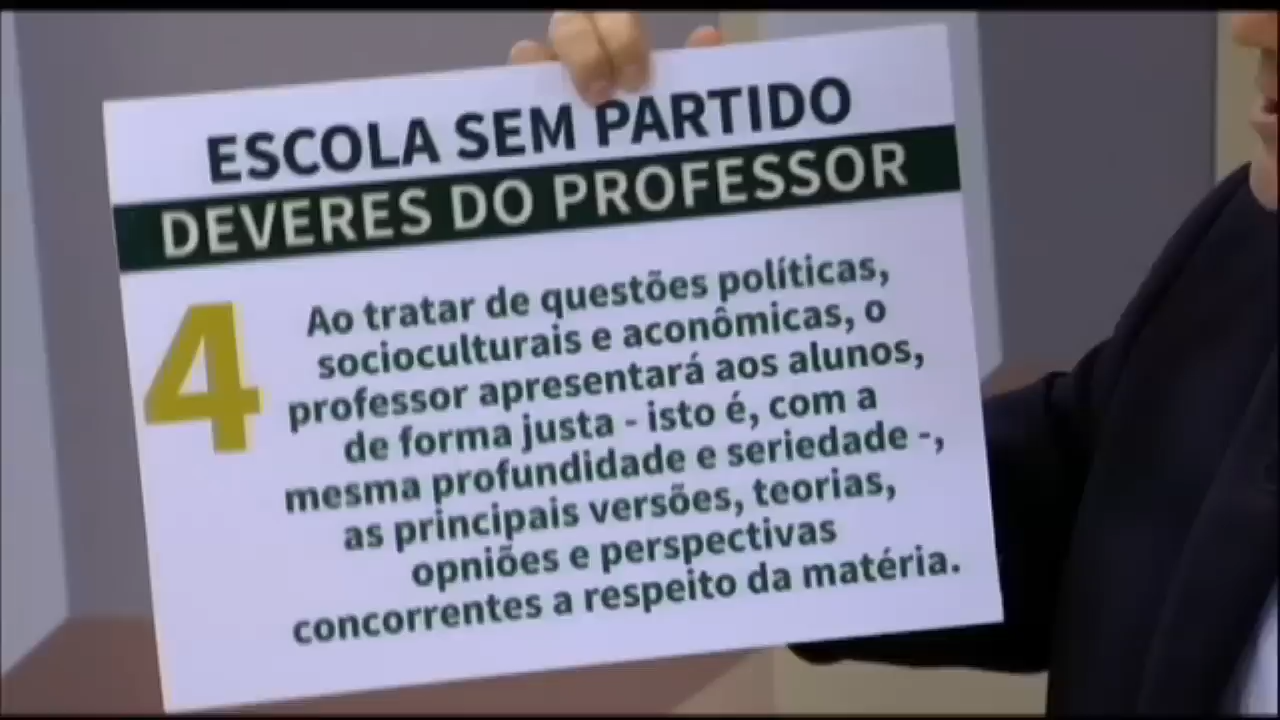 ESCOLA SEM PARTIDO
DEVERES DO PROFESSOR
4
Ao tratar de questões políticas,
socioculturais e aconômicas, o
professor apresentará aos alunos,
de forma justa - isto é, com a
mesma profundidade e seriedade -,
as principais versões, teorias,
opniões e perspectivas
concorrentes a respeito da matéria.